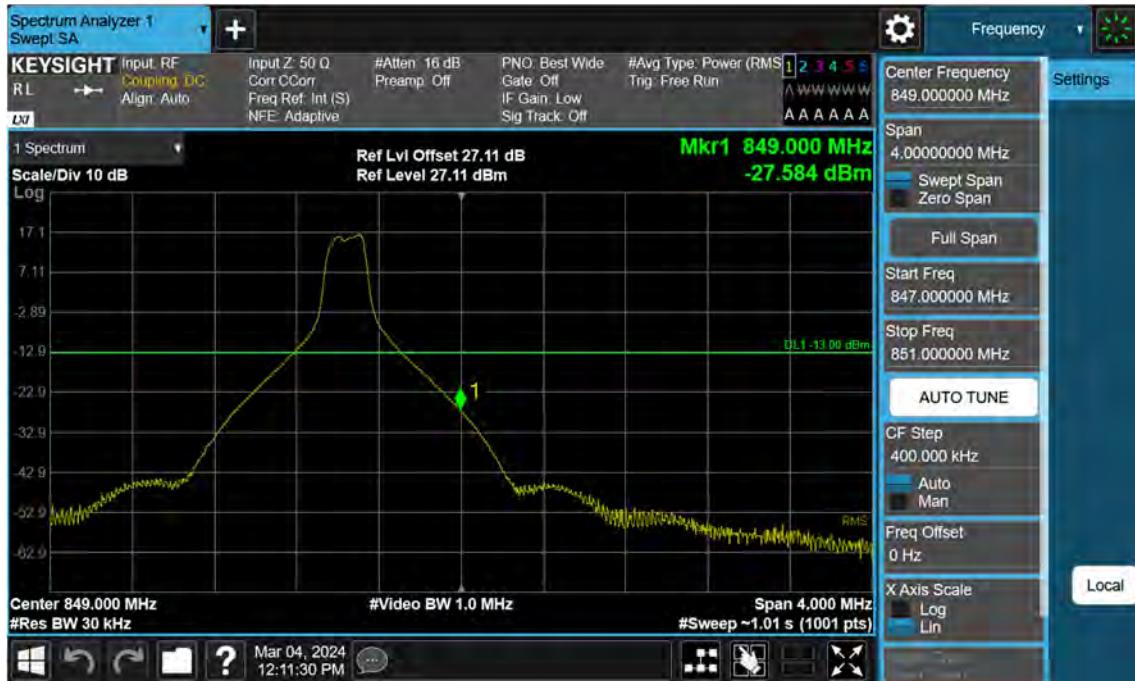 Spectrum Analyzer 1
Swept SA
+
Frequency
KEYSIGHT
RL
LXI
Input: RF
Coupling: DC
Align: Auto
Input Z: 50 Ω
Corr CCorr
Freq Ref: Int (S)
NFE: Adaptive
#Atten: 16 dB
Preamp: Off
PNO: Best Wide
Gate: Off
IF Gain: Low
Sig Track: Off
#Avg Type: Power (RMS
Trig: Free Run
1 2 3 4 5 6
A W W W W W
A A A A A A
1 Spectrum
Scale/Div 10 dB
Log
Ref Lvl Offset 27.11 dB
Ref Level 27.11 dBm
Mkr1 849.000 MHz
-27.584 dBm
17.1
7.11
-2.89
-12.9
-22.9
-32.9
-42.9
-52.9
-62.9
DL1 -13.00 dBm
1
RMS
Center 849.000 MHz
#Res BW 30 kHz
#Video BW 1.0 MHz
Span 4.000 MHz
#Sweep ~1.01 s (1001 pts)
Center Frequency
849.000000 MHz
Span
4.00000000 MHz
Swept Span
Zero Span
Full Span
Start Freq
847.000000 MHz
Stop Freq
851.000000 MHz
AUTO TUNE
CF Step
400.000 kHz
Auto
Man
Freq Offset
0 Hz
X Axis Scale
Log
Lin
Settings
Local
?
Mar 04, 2024
12:11:30 PM